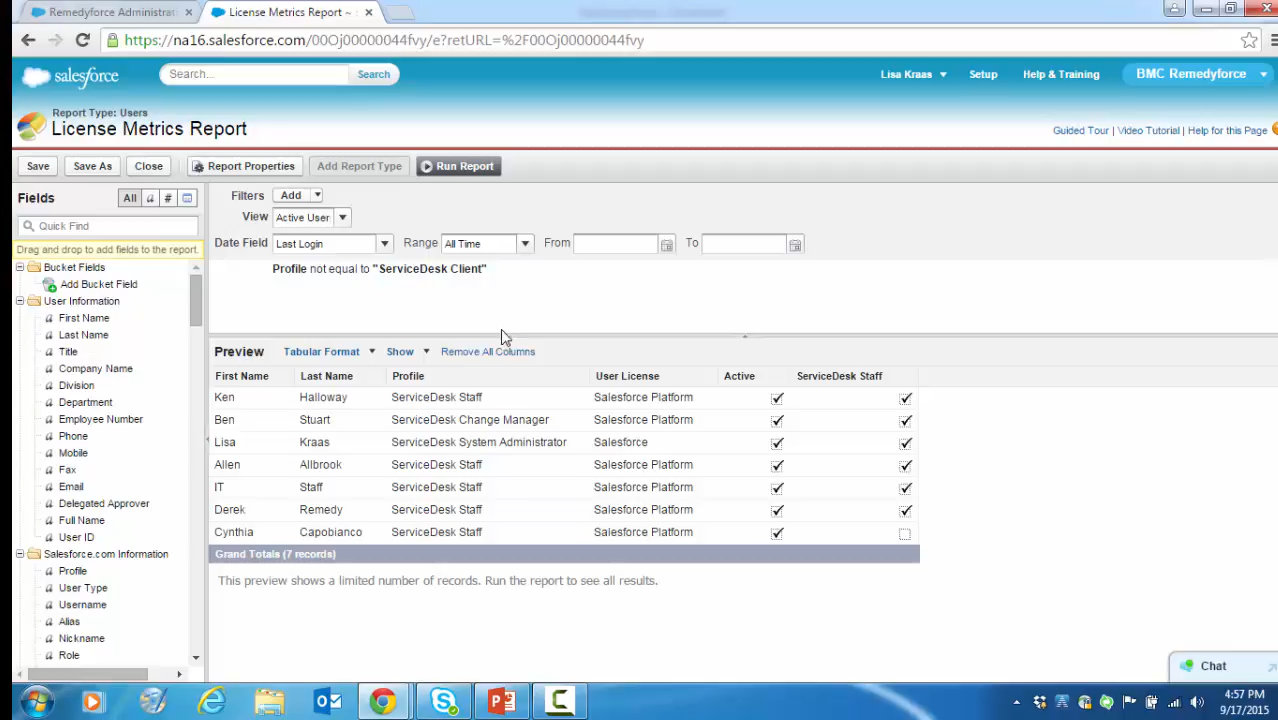 Remedyforce Administrat
License Metrics Report ~
https://na16.salesforce.com/00Oj00000044fvy/e?retURL=%2F00Oj00000044fvy
salesforce
Search...
Search
Lisa Kraas
Setup
Help & Training
BMC Remedyforce
Report Type: Users
License Metrics Report
Guided Tour | Video Tutorial | Help for this Page
Save
Save As
Close
Report Properties
Add Report Type
Run Report
Fields
All
a
#
Quick Find
Drag and drop to add fields to the report.
Bucket Fields
Add Bucket Field
User Information
a First Name
a Last Name
a Title
a Company Name
a Division
a Department
a Employee Number
a Phone
a Mobile
a Fax
a Email
a Delegated Approver
a Full Name
a User ID
Salesforce.com Information
a Profile
a User Type
a Username
a Alias
a Nickname
a Role
Filters
Add
View
Active User
Date Field
Last Login
Range
All Time
From
To
Profile not equal to "ServiceDesk Client"
Preview
Tabular Format
Show
Remove All Columns
First Name Last Name Profile User License Active ServiceDesk Staff
Ken Halloway ServiceDesk Staff Salesforce Platform
Ben Stuart ServiceDesk Change Manager Salesforce Platform
Lisa Kraas ServiceDesk System Administrator Salesforce
Allen Allbrook ServiceDesk Staff Salesforce Platform
IT Staff ServiceDesk Staff Salesforce Platform
Derek Remedy ServiceDesk Staff Salesforce Platform
Cynthia Capobianco ServiceDesk Staff Salesforce Platform
Grand Totals (7 records)
This preview shows a limited number of records. Run the report to see all results.
Chat
4:57 PM
9/17/2015